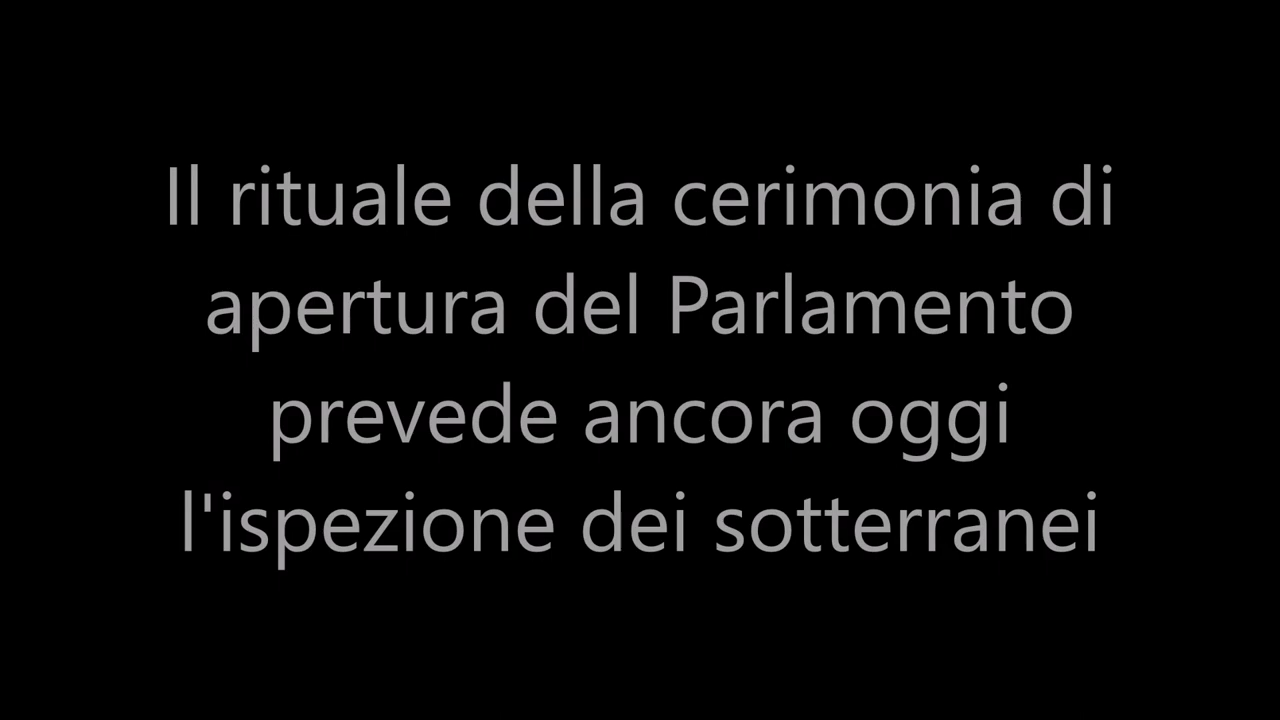 Il rituale della cerimonia di
apertura del Parlamento
prevede ancora oggi
l'ispezione dei sotterranei